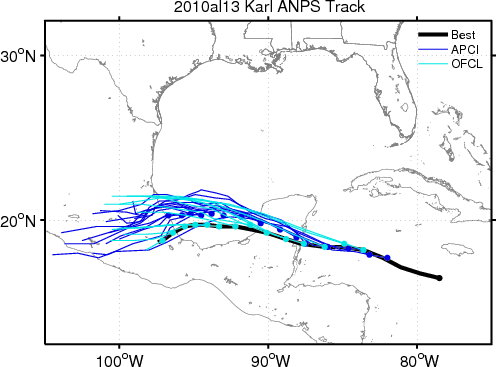 2010al13 Karl ANPS Track
Best
APCI
OFCL
30°N
20°N
100°W
90°W
80°W